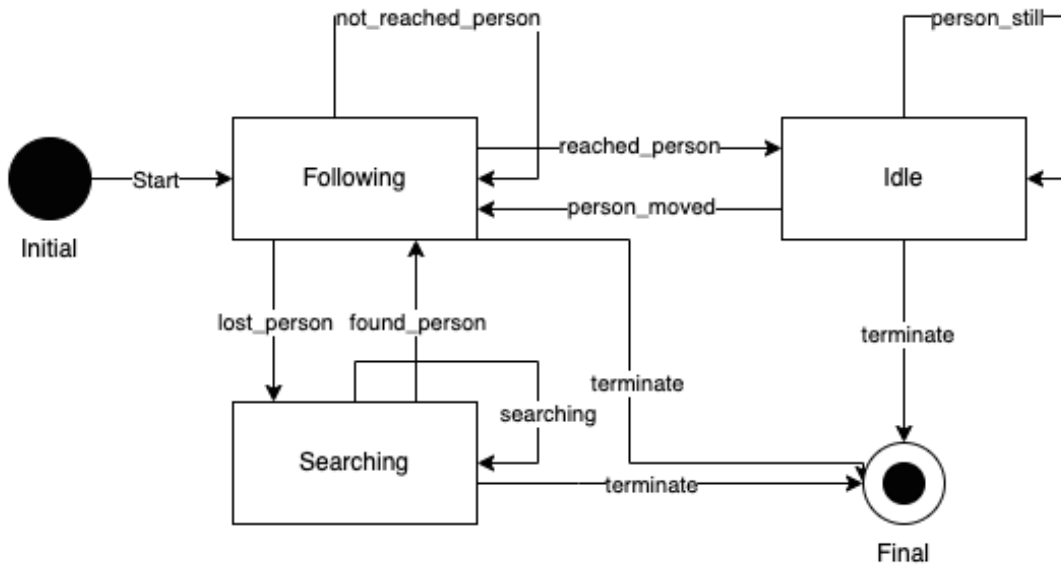 not_reached_person
person_still
reached_person
Following
Idle
Start
person_moved
Initial
lost_person
found_person
terminate
terminate
searching
Searching
terminate
Final